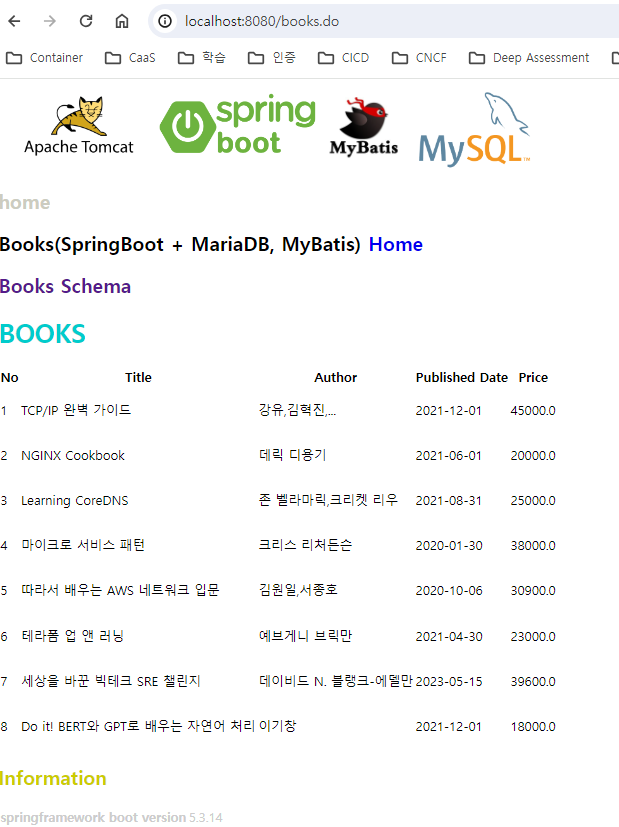 localhost:8080/books.do
Container CaaS 학습 인증 CICD CNCF Deep Assessment
Apache Tomcat spring boot MyBatis MySQL™
home
Books(SpringBoot + MariaDB, MyBatis) Home
Books Schema
BOOKS
No Title Author Published Date Price
1 TCP/IP 완벽 가이드 강유,김혁진,... 2021-12-01 45000.0
2 NGINX Cookbook 데릭 디용기 2021-06-01 20000.0
3 Learning CoreDNS 존 벨라마릭,크리켓 리우 2021-08-31 25000.0
4 마이크로 서비스 패턴 크리스 리처든슨 2020-01-30 38000.0
5 따라서 배우는 AWS 네트워크 입문 김원일,서종호 2020-10-06 30900.0
6 테라폼 업 앤 러닝 예브게니 브릭만 2021-04-30 23000.0
7 세상을 바꾼 빅테크 SRE 챌린지 데이비드 N. 블랭크-에델만 2023-05-15 39600.0
8 Do it! BERT와 GPT로 배우는 자연어 처리 이기창 2021-12-01 18000.0
Information
springframework boot version 5.3.14